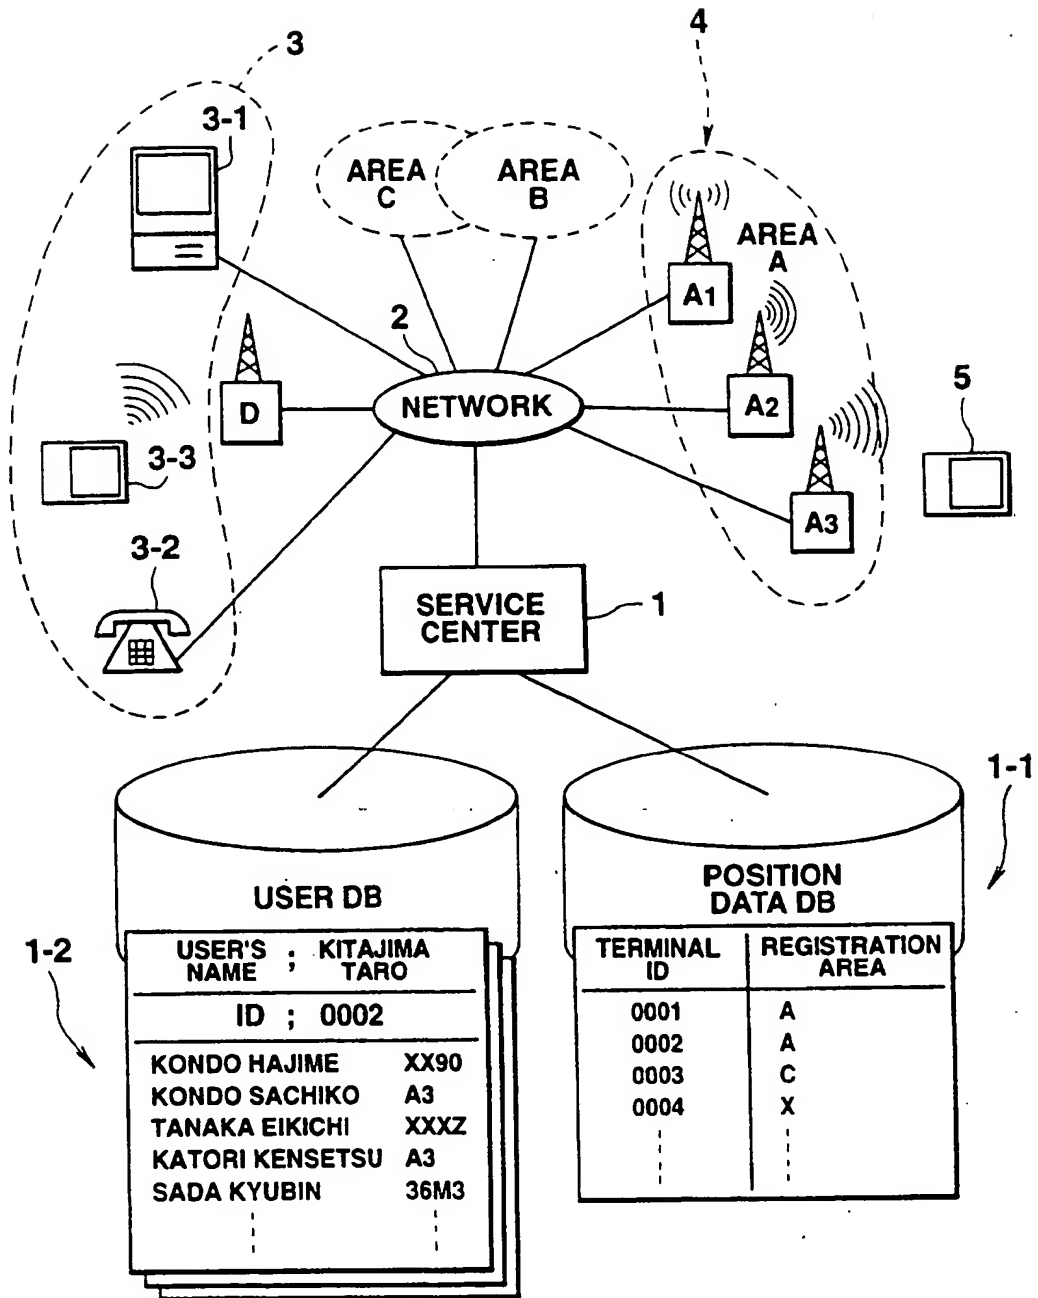 3
4
3-1
AREA
C
AREA
B
AREA
A
A1
2
D
NETWORK
A2
5
3-3
A3
3-2
SERVICE
CENTER
1
1-1
USER DB
POSITION
DATA DB
1-2
USER'S NAME ; KITAJIMA TARO
ID ; 0002
KONDO HAJIME XX90
KONDO SACHIKO A3
TANAKA EIKICHI XXXZ
KATORI KENSETSU A3
SADA KYUBIN 36M3
TERMINAL ID REGISTRATION AREA
0001 A
0002 A
0003 C
0004 X